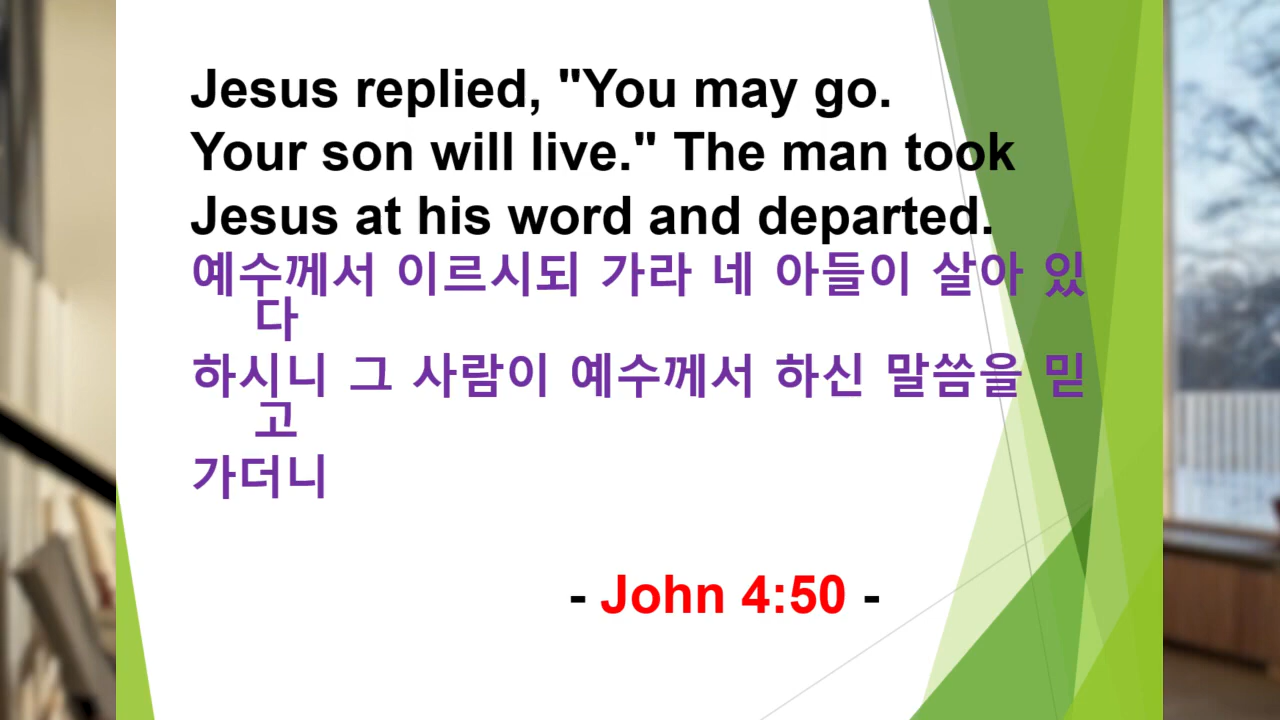 Jesus replied, "You may go.
Your son will live." The man took
Jesus at his word and departed.
예수께서 이르시되 가라 네 아들이 살아 있
다
하시니 그 사람이 예수께서 하신 말씀을 믿
고
가더니
- John 4:50 -